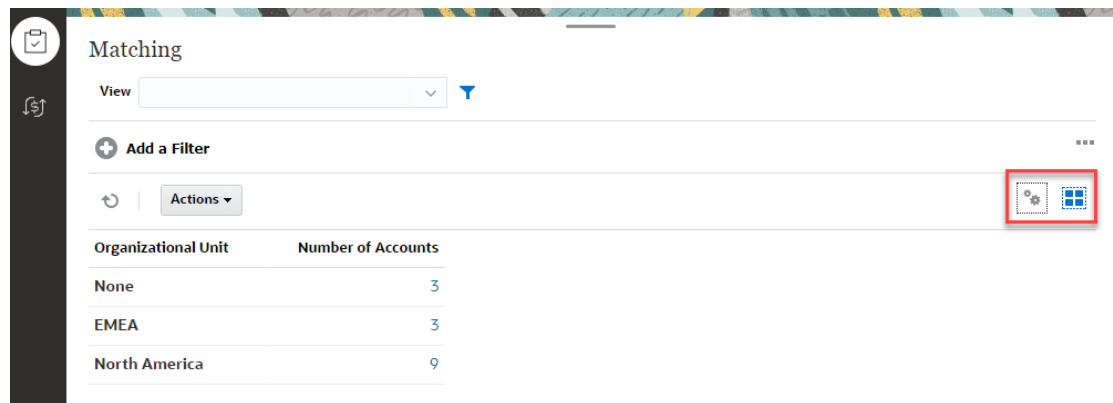 Matching
View
Add a Filter
Actions
Organizational Unit Number of Accounts
None 3
EMEA 3
North America 9